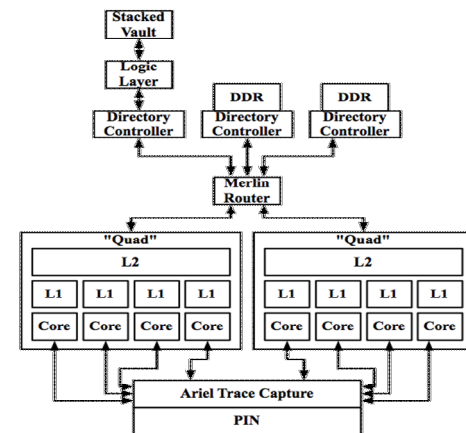 Stacked
Vault
Logic
Layer
Directory
Controller
DDR
Directory
Controller
DDR
Directory
Controller
Merlin
Router
"Quad"
L2
L1 L1 L1 L1
Core Core Core Core
"Quad"
L2
L1 L1 L1 L1
Core Core Core Core
Ariel Trace Capture
PIN